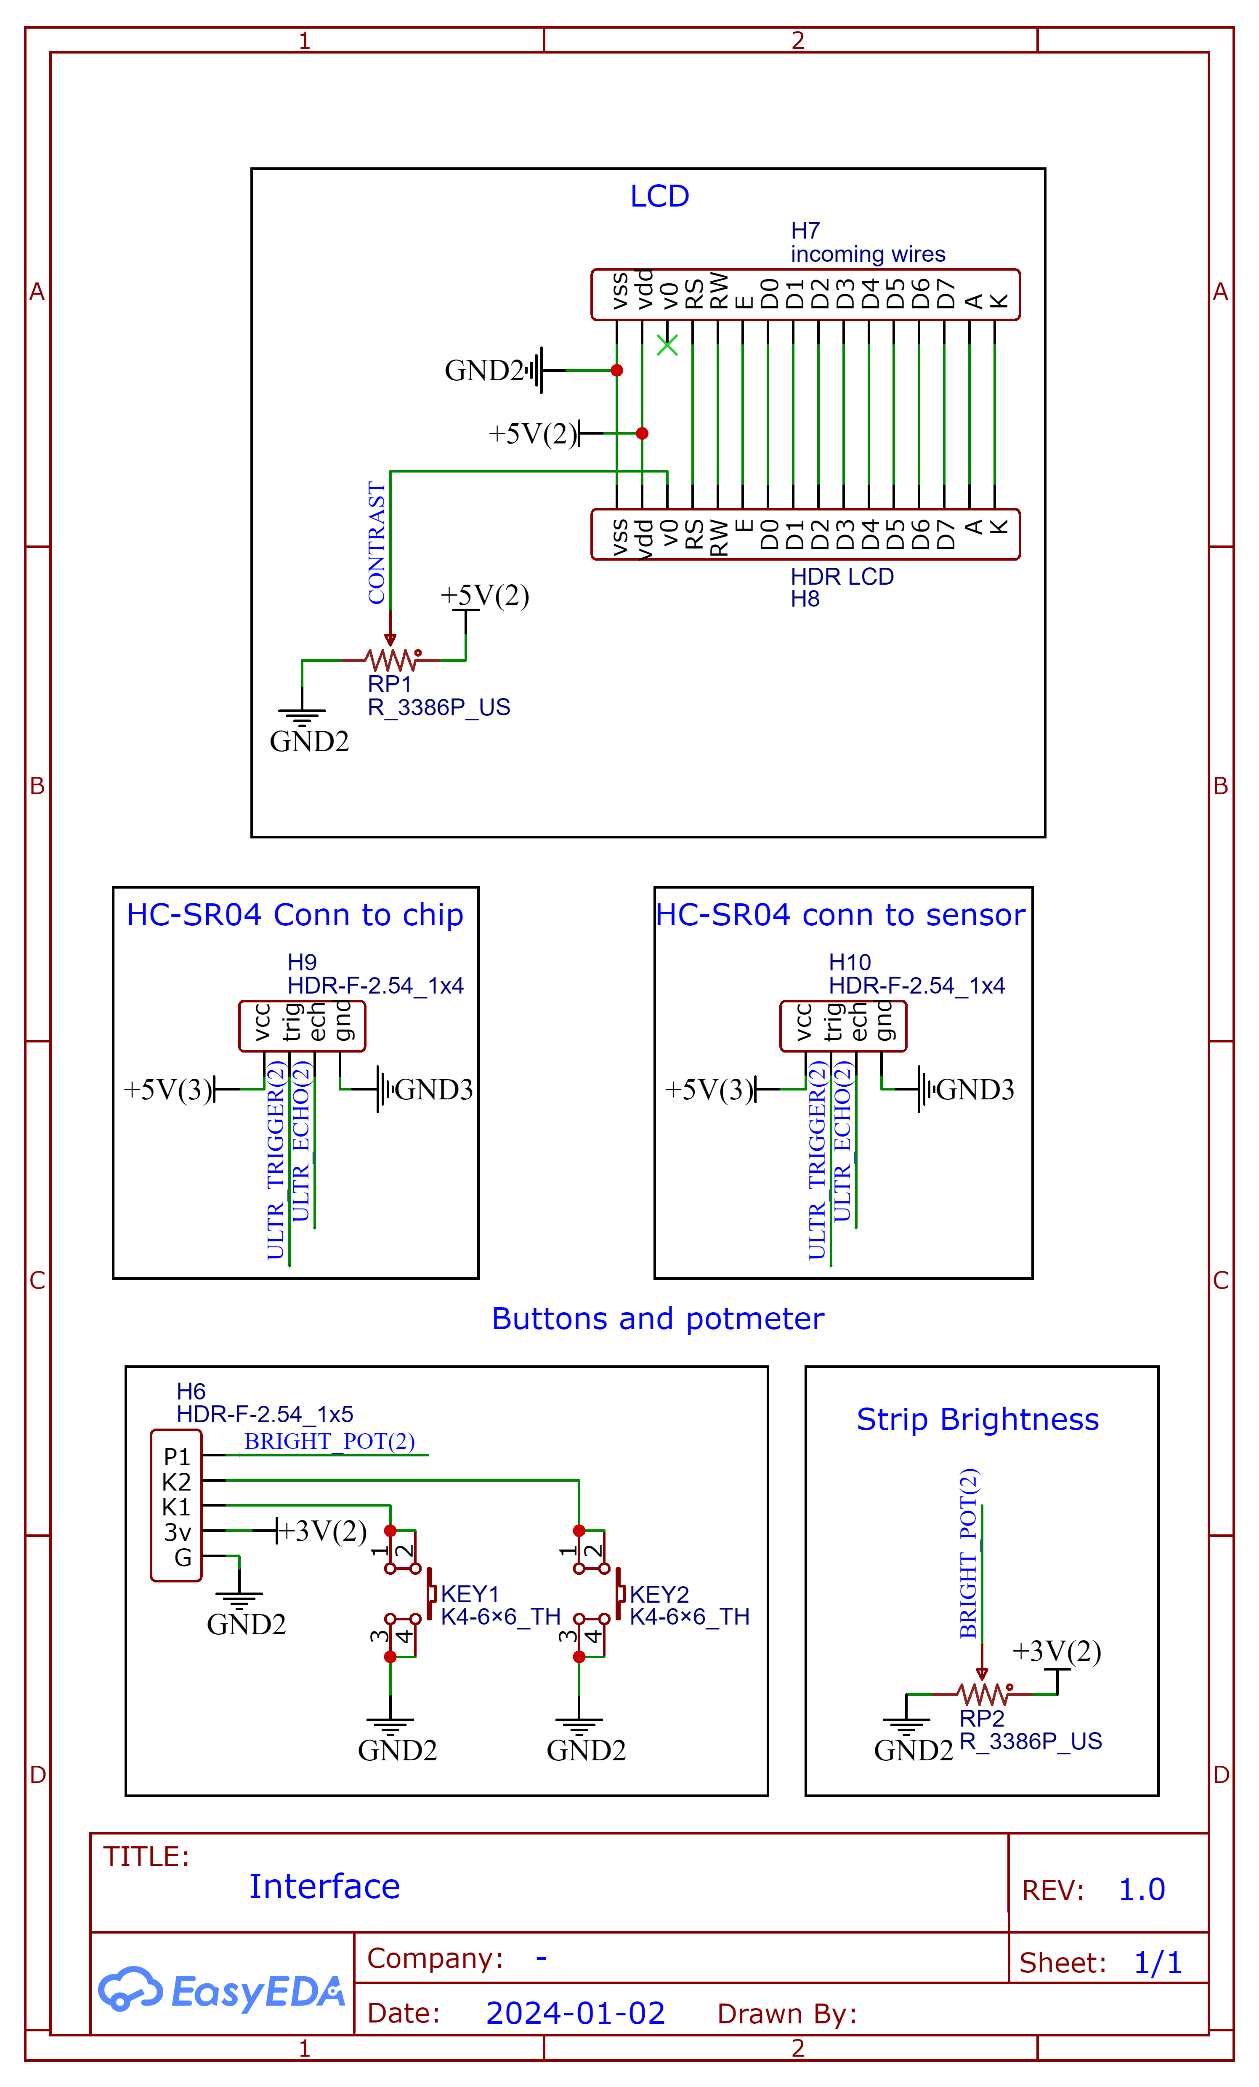 1 2
A A
LCD
H7
incoming wires
vss vdd v0 RS RW E D0 D1 D2 D3 D4 D5 D6 D7 A K
GND2
+5V(2)
CONTRAST
vss vdd v0 RS RW E D0 D1 D2 D3 D4 D5 D6 D7 A K
HDR LCD
H8
+5V(2)
RP1
R_3386P_US
GND2
B B
HC-SR04 Conn to chip
H9
HDR-F-2.54_1x4
vcc trig ech gnd
+5V(3)
GND3
ULTR_TRIGGER(2)
ULTR_ECHO(2)
HC-SR04 conn to sensor
H10
HDR-F-2.54_1x4
vcc trig ech gnd
+5V(3)
GND3
ULTR_TRIGGER(2)
ULTR_ECHO(2)
C C
Buttons and potmeter
H6
HDR-F-2.54_1x5
P1
K2
K1
3v
G
BRIGHT_POT(2)
+3V(2)
GND2
1 2
KEY1
K4-6×6_TH
3 4
GND2
1 2
KEY2
K4-6×6_TH
3 4
GND2
Strip Brightness
BRIGHT_POT(2)
+3V(2)
RP2
R_3386P_US
GND2
D D
TITLE:
Interface
REV: 1.0
EasyEDA
Company: -
Sheet: 1/1
Date: 2024-01-02 Drawn By:
1 2